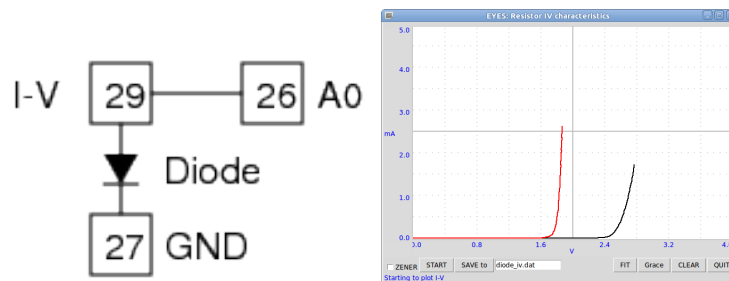 I-V 29 26 A0
Diode
27 GND
EYES: Resistor IV characteristics
5.0
4.0
3.0
mA
2.0
1.0
0.0
0.0 0.8 1.6 2.4 3.2 4.
V
ZENER START SAVE to diode_iv.dat FIT Grace CLEAR QUIT
Starting to plot I-V